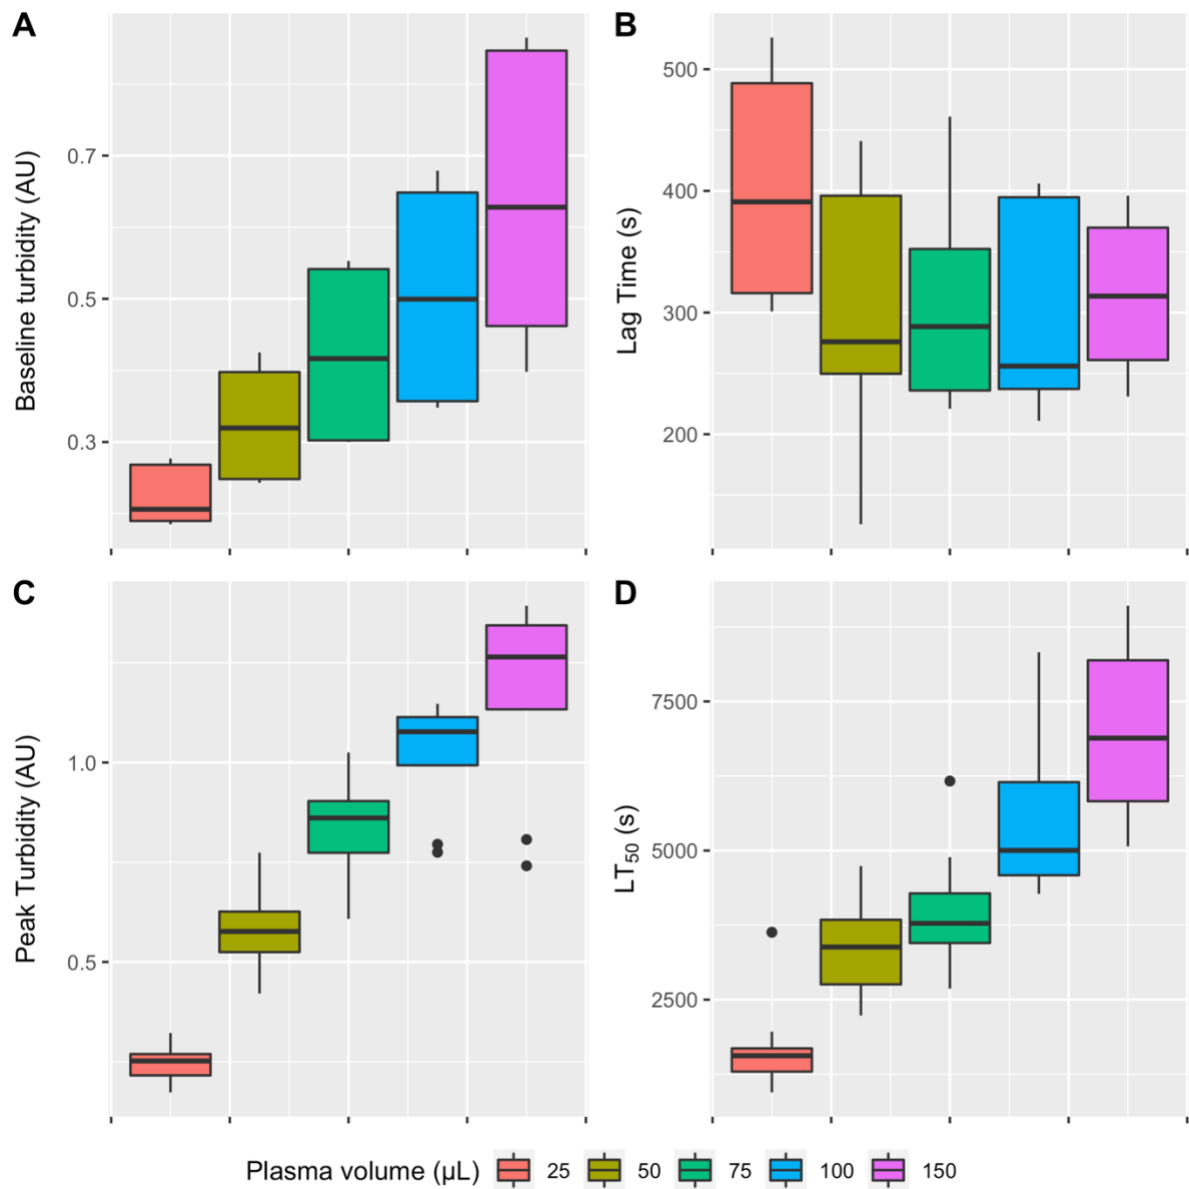 A
Baseline turbidity (AU)
0.7
0.5
0.3
B
Lag Time (s)
500
400
300
200
C
Peak Turbidity (AU)
1.0
0.5
D
LT50 (s)
7500
5000
2500
Plasma volume (µL) 25 50 75 100 150